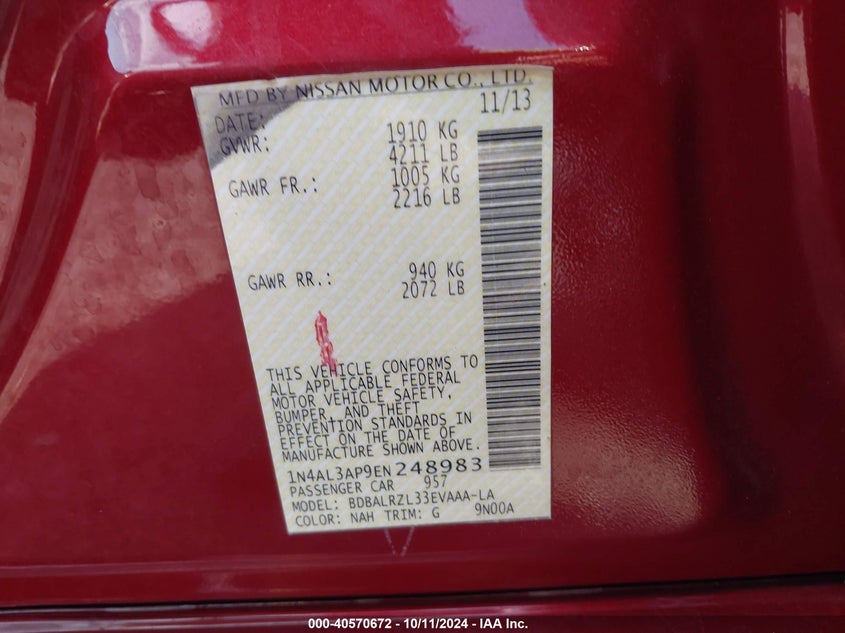 MFD BY NISSAN MOTOR CO., LTD.
DATE: 11/13
GVWR: 1910 KG
4211 LB
GAWR FR.: 1005 KG
2216 LB
GAWR RR.: 940 KG
2072 LB
THIS VEHICLE CONFORMS TO
ALL APPLICABLE FEDERAL
MOTOR VEHICLE SAFETY,
BUMPER, AND THEFT
PREVENTION STANDARDS IN
EFFECT ON THE DATE OF
MANUFACTURE SHOWN ABOVE.
1N4AL3AP9EN248983
PASSENGER CAR 957
MODEL: BDBALRZL33EVAAA-LA
COLOR: NAH TRIM: G 9N00A
000-40570672 - 10/11/2024 - IAA Inc.